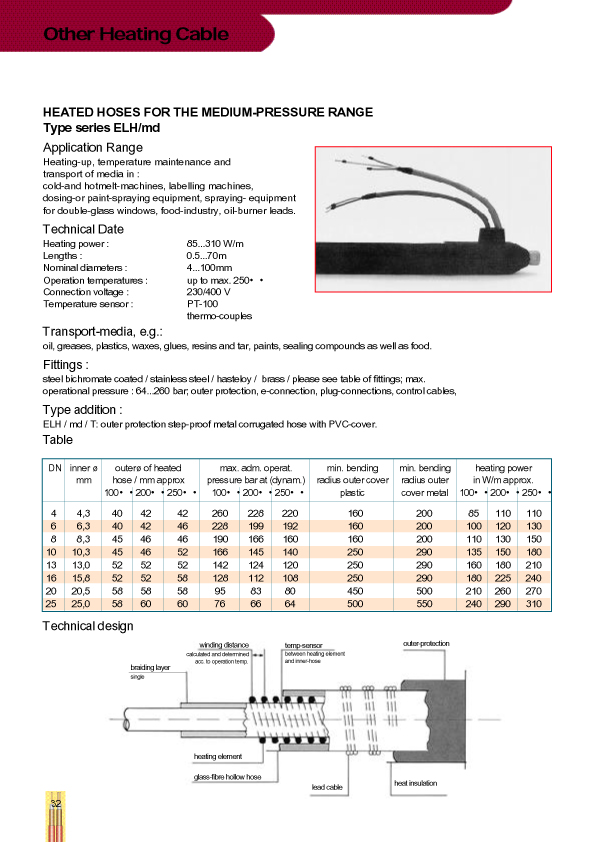 Other Heating Cable
HEATED HOSES FOR THE MEDIUM-PRESSURE RANGE
Type series ELH/md
Application Range
Heating-up, temperature maintenance and
transport of media in :
cold-and hotmelt-machines, labelling machines,
dosing-or paint-spraying equipment, spraying- equipment
for double-glass windows, food-industry, oil-burner leads.
Technical Date
Heating power : 85...310 W/m
Lengths : 0.5...70m
Nominal diameters : 4...100mm
Operation temperatures : up to max. 250• •
Connection voltage : 230/400 V
Temperature sensor : PT-100
thermo-couples
Transport-media, e.g.:
oil, greases, plastics, waxes, glues, resins and tar, paints, sealing compounds as well as food.
Fittings :
steel bichromate coated / stainless steel / hasteloy / brass / please see table of fittings; max.
operational pressure : 64...260 bar; outer protection, e-connection, plug-connections, control cables,
Type addition :
ELH / md / T: outer protection step-proof metal corrugated hose with PVC-cover.
Table
DN inner ø outerø of heated max. adm. operat. min. bending min. bending heating power
mm hose / mm approx pressure bar at (dynam.) radius outer cover radius outer in W/m approx.
100• • 200• • 250• • 100• • 200• • 250• • plastic cover metal 100• • 200• • 250• •
4 4,3 40 42 42 260 228 220 160 200 85 110 110
6 6,3 40 42 46 228 199 192 160 200 100 120 130
8 8,3 45 46 46 190 166 160 160 200 110 130 150
10 10,3 45 46 52 166 145 140 250 290 135 150 180
13 13,0 52 52 52 142 124 120 250 290 160 180 210
16 15,8 52 52 58 128 112 108 250 290 180 225 240
20 20,5 58 58 58 95 83 80 450 500 210 260 270
25 25,0 58 60 60 76 66 64 500 550 240 290 310
Technical design
winding distance
calculated and determined
acc. to operation temp.
temp-sensor
between heating element
and inner-hose
outer-protection
braiding layer
single
heating element
glass-fibre hollow hose
lead cable
heat insulation
32